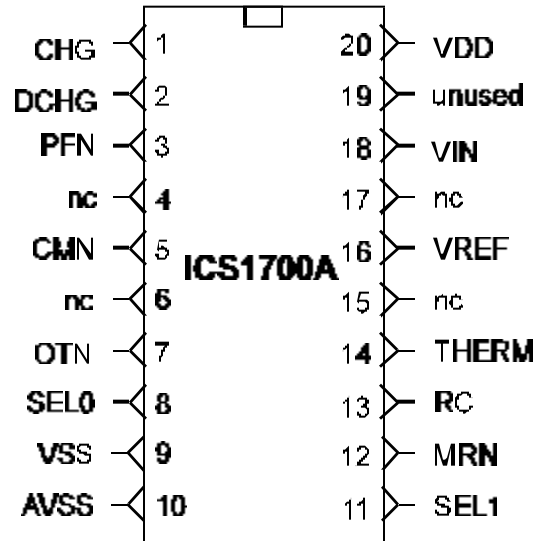 CHG 1 20 VDD
DCHG 2 19 unused
PFN 3 18 VIN
nc 4 17 nc
CMN 5 16 VREF
ICS1700A
nc 6 15 nc
OTN 7 14 THERM
SEL0 8 13 RC
VSS 9 12 MRN
AVSS 10 11 SEL1